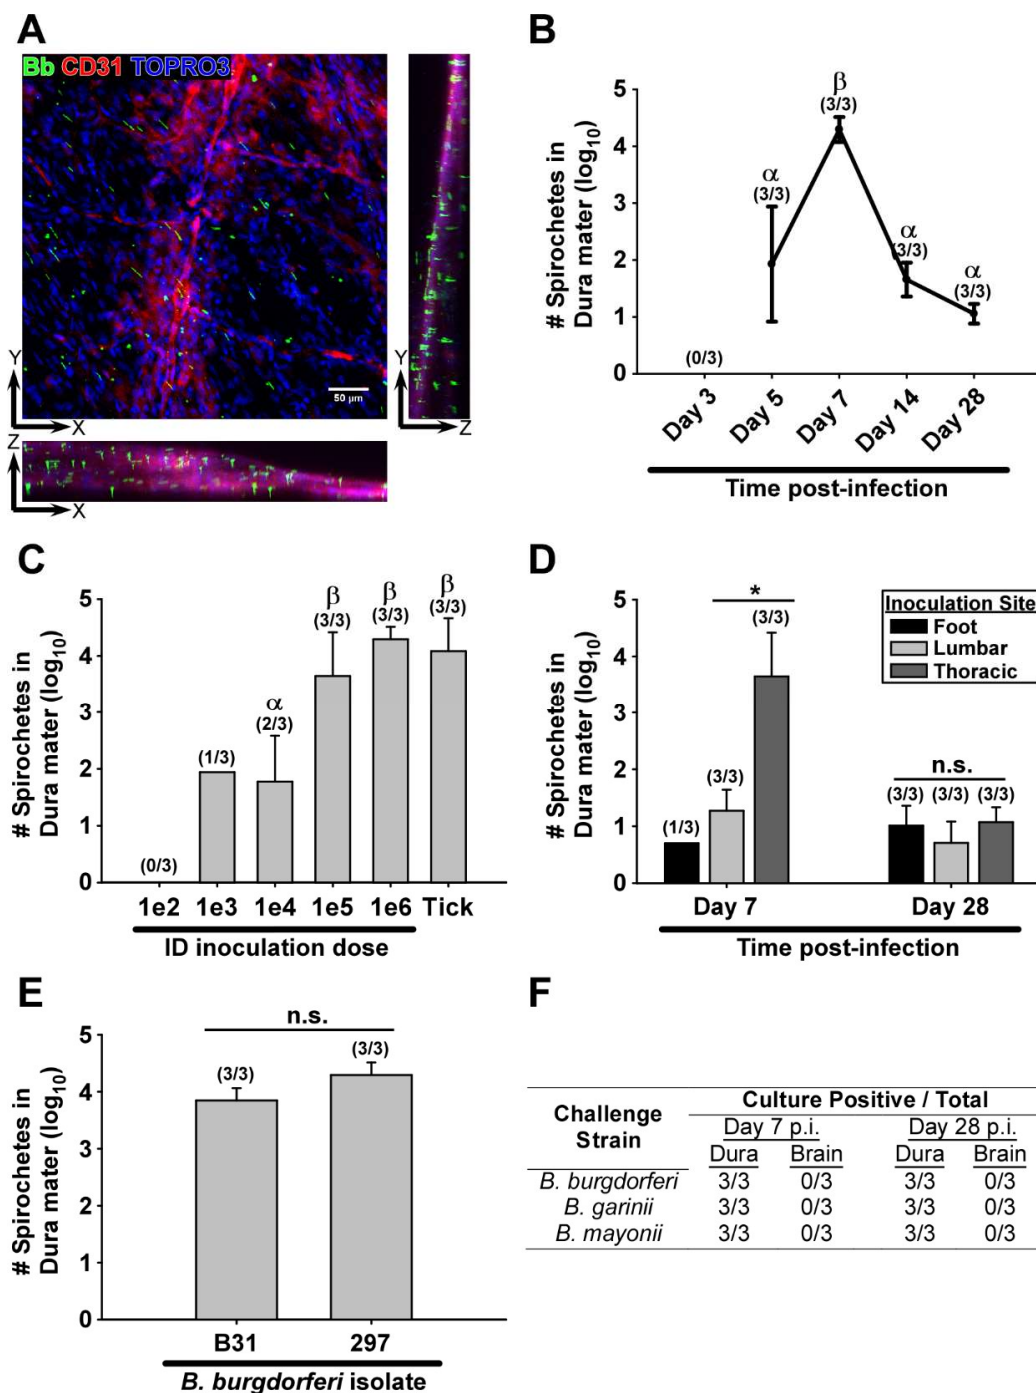 A
Bb CD31 TOPRO3
50 μm
Y
X
Y
Z
Z
X
B
# Spirochetes in
Dura mater (log10)
5
4
3
2
1
0
(0/3)
α
(3/3)
β
(3/3)
α
(3/3)
α
(3/3)
Day 3
Day 5
Day 7
Day 14
Day 28
Time post-infection
C
# Spirochetes in
Dura mater (log10)
5
4
3
2
1
0
(0/3)
(1/3)
α
(2/3)
β
(3/3)
β
(3/3)
β
(3/3)
1e2 1e3 1e4 1e5 1e6 Tick
ID inoculation dose
D
# Spirochetes in
Dura mater (log10)
5
4
3
2
1
0
Inoculation Site
Foot
Lumbar
Thoracic
*
(1/3)
(3/3)
(3/3)
n.s.
(3/3) (3/3) (3/3)
Day 7 Day 28
Time post-infection
E
# Spirochetes in
Dura mater (log10)
5
4
3
2
1
0
n.s.
(3/3)
(3/3)
B31 297
B. burgdorferi isolate
F
Challenge
Strain
Culture Positive / Total
Day 7 p.i. Day 28 p.i.
Dura Brain Dura Brain
B. burgdorferi 3/3 0/3 3/3 0/3
B. garinii 3/3 0/3 3/3 0/3
B. mayonii 3/3 0/3 3/3 0/3